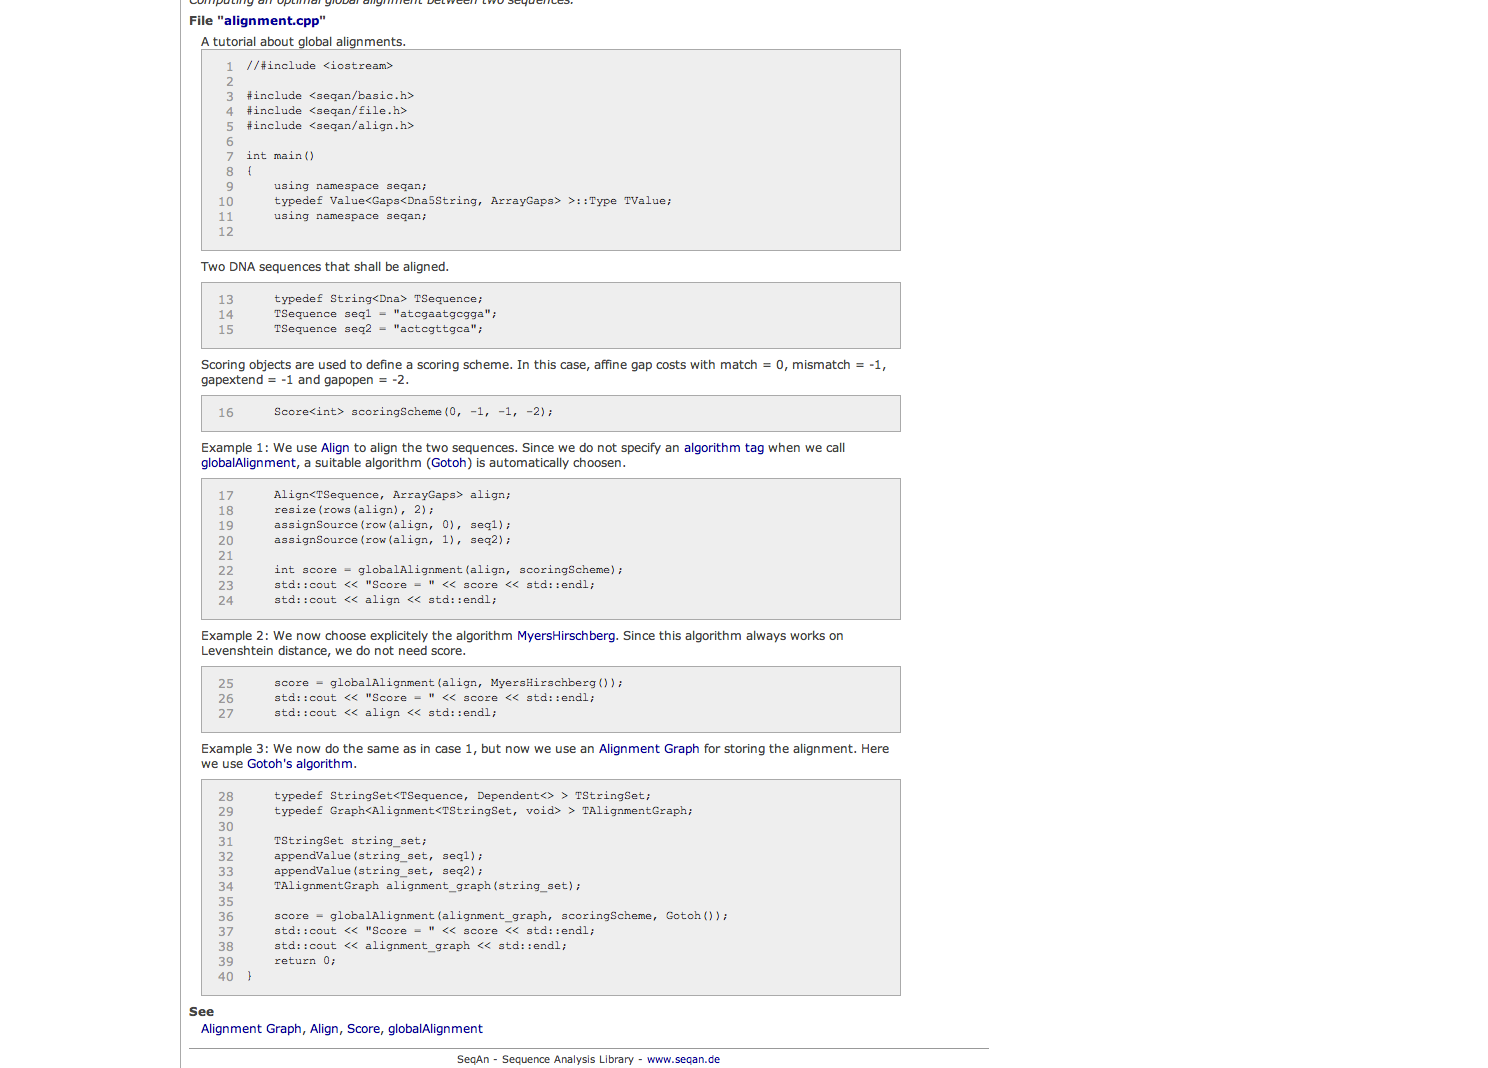 Computing an optimal global alignment between two sequences.
File "alignment.cpp"
A tutorial about global alignments.
1 //#include <iostream>
2
3 #include <seqan/basic.h>
4 #include <seqan/file.h>
5 #include <seqan/align.h>
6
7 int main()
8 {
9     using namespace seqan;
10     typedef Value<Gaps<Dna5String, ArrayGaps> >::Type TValue;
11     using namespace seqan;
12
Two DNA sequences that shall be aligned.
13     typedef String<Dna> TSequence;
14     TSequence seq1 = "atcgaatgcgga";
15     TSequence seq2 = "actcgttgca";
Scoring objects are used to define a scoring scheme. In this case, affine gap costs with match = 0, mismatch = -1,
gapextend = -1 and gapopen = -2.
16     Score<int> scoringScheme(0, -1, -1, -2);
Example 1: We use Align to align the two sequences. Since we do not specify an algorithm tag when we call
globalAlignment, a suitable algorithm (Gotoh) is automatically choosen.
17     Align<TSequence, ArrayGaps> align;
18     resize(rows(align), 2);
19     assignSource(row(align, 0), seq1);
20     assignSource(row(align, 1), seq2);
21
22     int score = globalAlignment(align, scoringScheme);
23     std::cout << "Score = " << score << std::endl;
24     std::cout << align << std::endl;
Example 2: We now choose explicitely the algorithm MyersHirschberg. Since this algorithm always works on
Levenshtein distance, we do not need score.
25     score = globalAlignment(align, MyersHirschberg());
26     std::cout << "Score = " << score << std::endl;
27     std::cout << align << std::endl;
Example 3: We now do the same as in case 1, but now we use an Alignment Graph for storing the alignment. Here
we use Gotoh's algorithm.
28     typedef StringSet<TSequence, Dependent<> > TStringSet;
29     typedef Graph<Alignment<TStringSet, void> > TAlignmentGraph;
30
31     TStringSet string_set;
32     appendValue(string_set, seq1);
33     appendValue(string_set, seq2);
34     TAlignmentGraph alignment_graph(string_set);
35
36     score = globalAlignment(alignment_graph, scoringScheme, Gotoh());
37     std::cout << "Score = " << score << std::endl;
38     std::cout << alignment_graph << std::endl;
39     return 0;
40 }
See
Alignment Graph, Align, Score, globalAlignment
SeqAn - Sequence Analysis Library - www.seqan.de